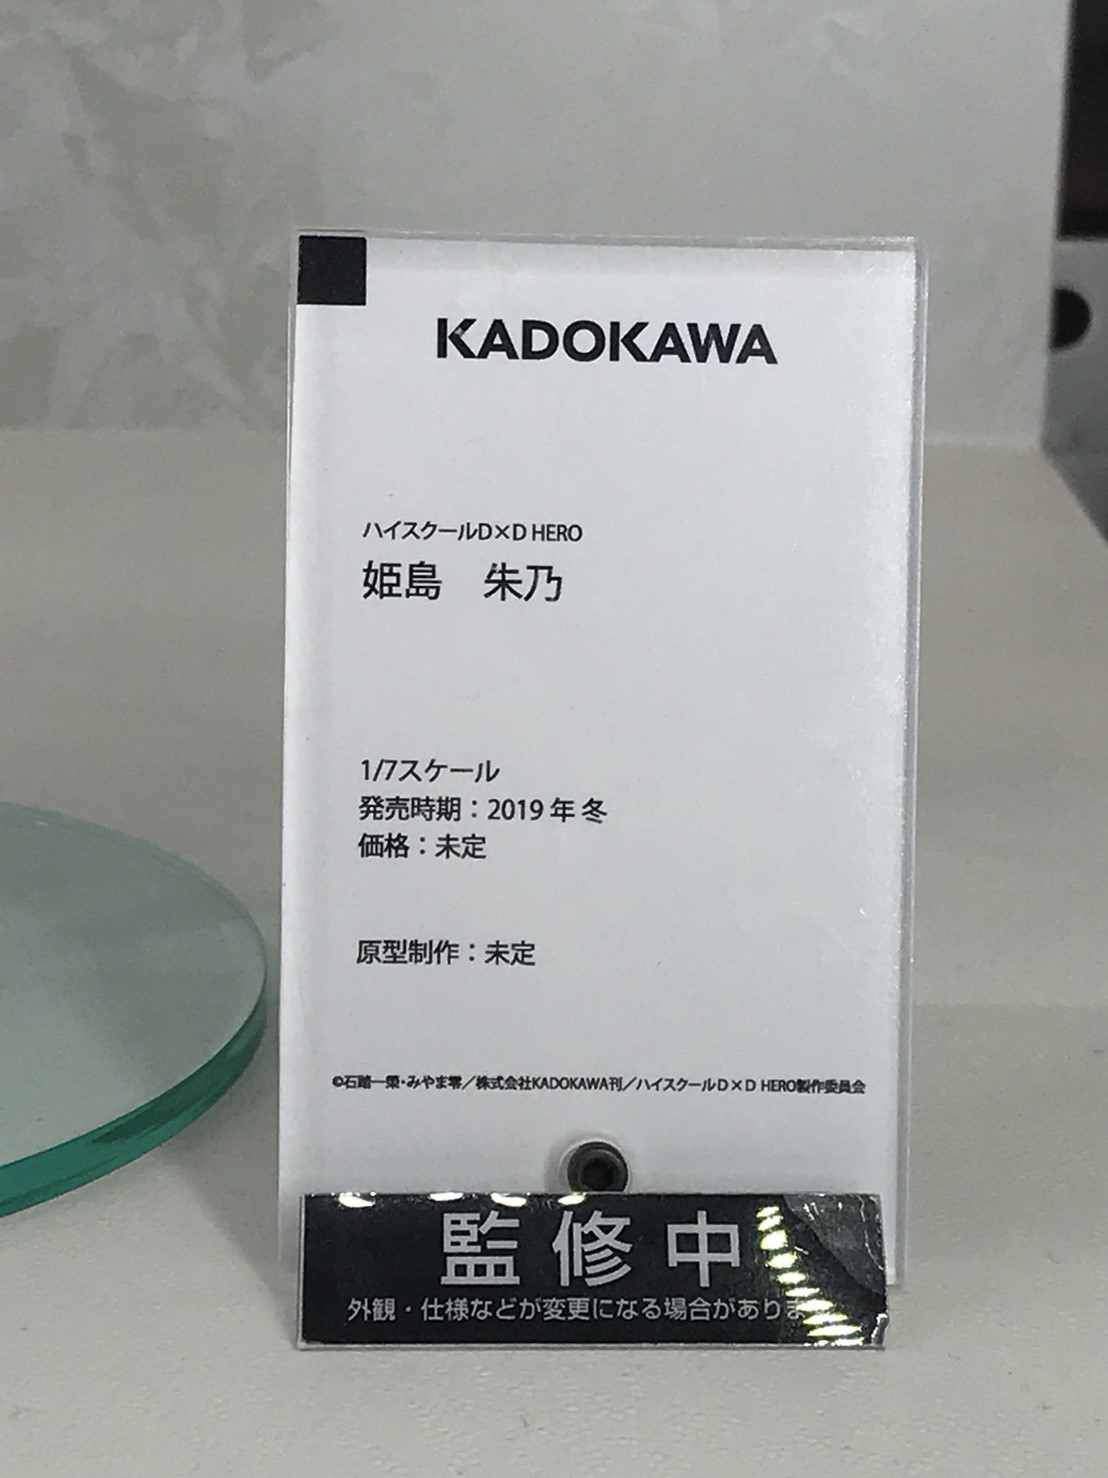 KADOKAWA
ハイスクールD×D HERO
姫島　朱乃
1/7スケール
発売時期：2019年 冬
価格：未定
原型制作：未定
©石踏一榮・みやま零／株式会社KADOKAWA刊／ハイスクールD×D HERO製作委員会
監修中
外観・仕様などが変更になる場合がありま